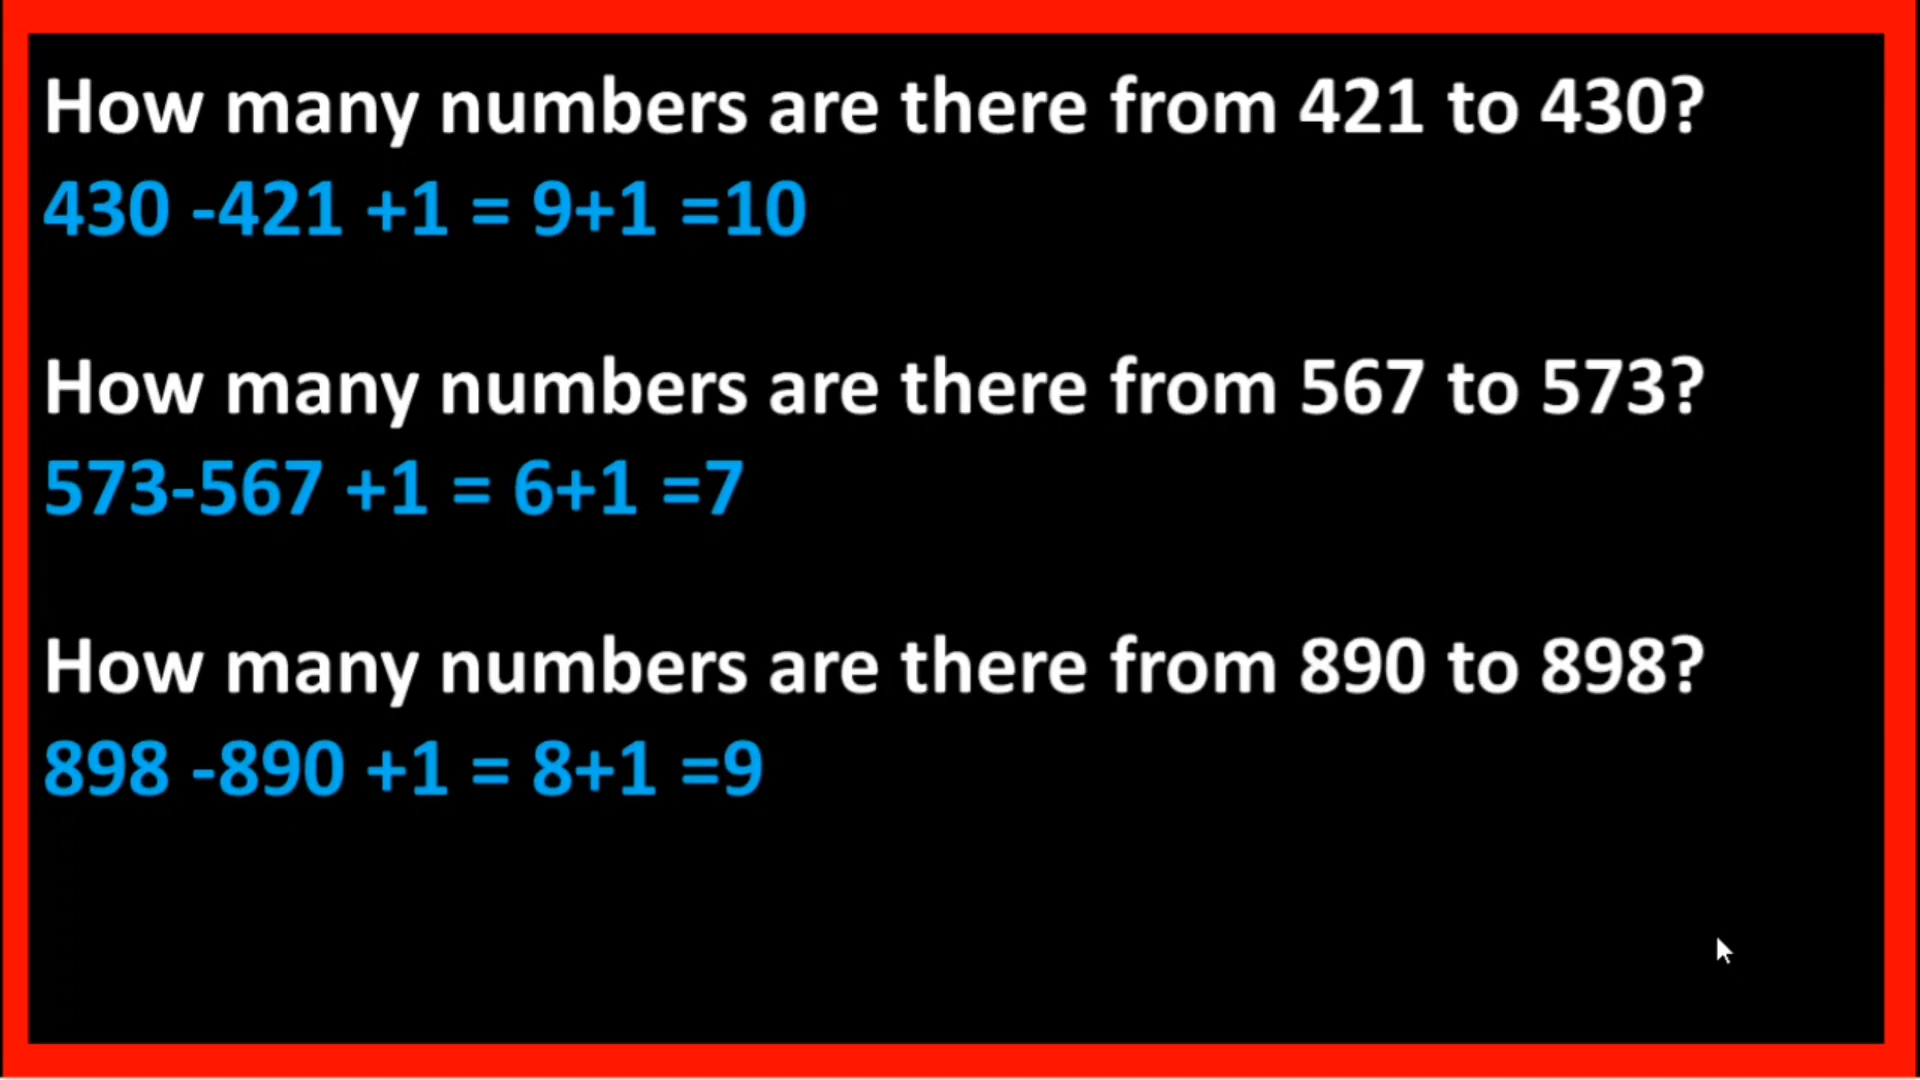 How many numbers are there from 421 to 430?
430 -421 +1 = 9+1 =10
How many numbers are there from 567 to 573?
573-567 +1 = 6+1 =7
How many numbers are there from 890 to 898?
898 -890 +1 = 8+1 =9